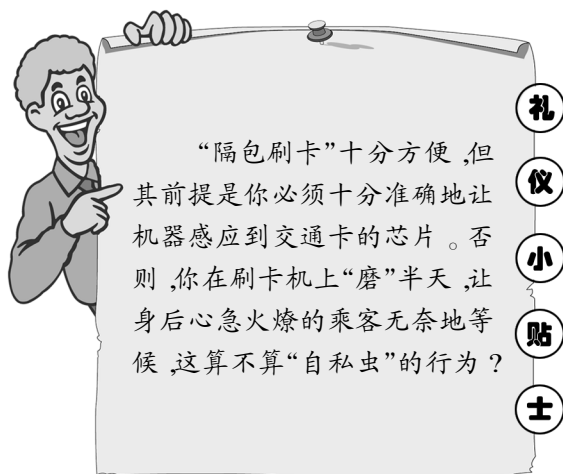 “隔包刷卡”十分方便,但
其前提是你必须十分准确地让
机器感应到交通卡的芯片。否
则,你在刷卡机上“磨”半天,让
身后心急火燎的乘客无奈地等
候,这算不算“自私虫”的行为?
礼
仪
小
贴
士